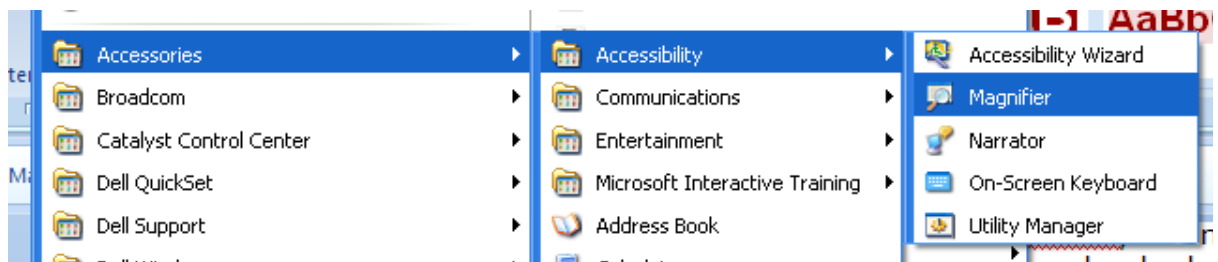 AaBb
Accessories
Broadcom
Catalyst Control Center
Dell QuickSet
Dell Support
Accessibility
Communications
Entertainment
Microsoft Interactive Training
Address Book
Accessibility Wizard
Magnifier
Narrator
On-Screen Keyboard
Utility Manager